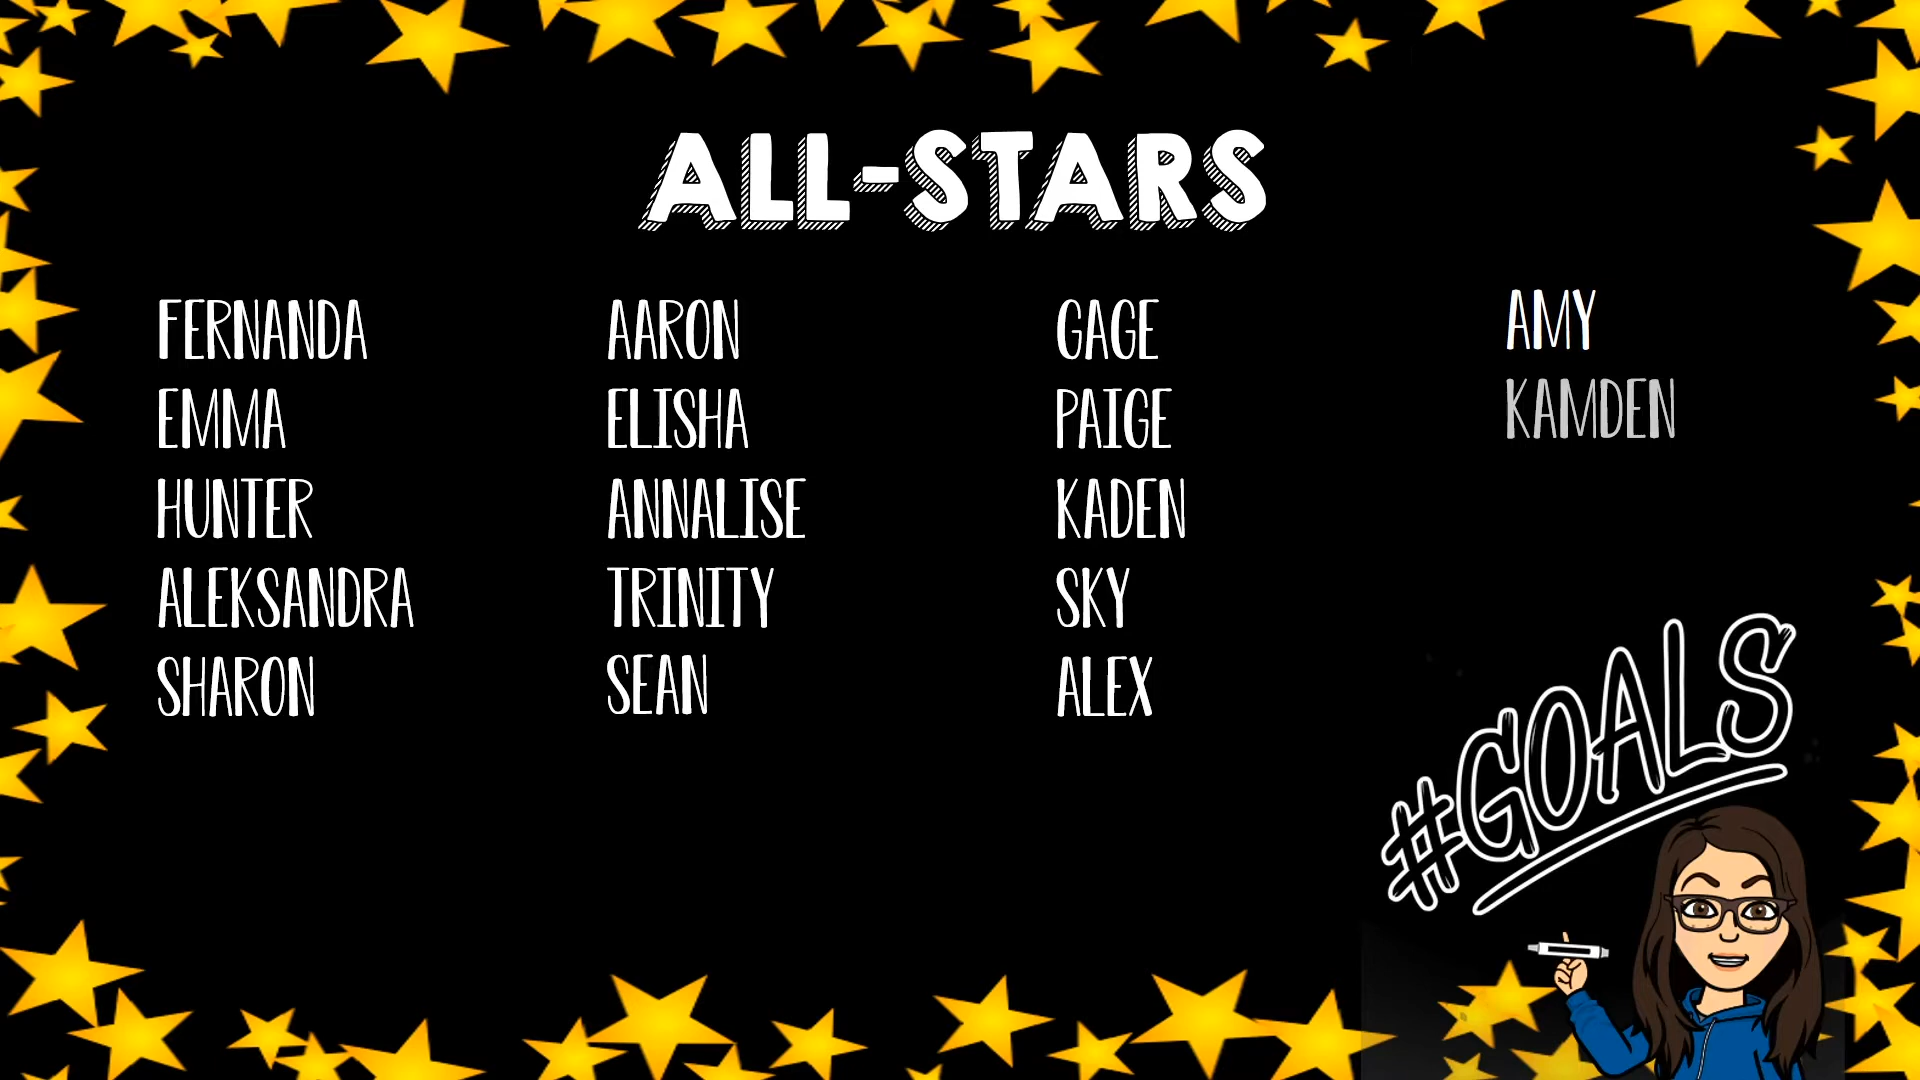 ALL-STARS
FERNANDA
EMMA
HUNTER
ALEKSANDRA
SHARON
AARON
ELISHA
ANNALISE
TRINITY
SEAN
GAGE
PAIGE
KADEN
SKY
ALEX
AMY
KAMDEN
#GOALS